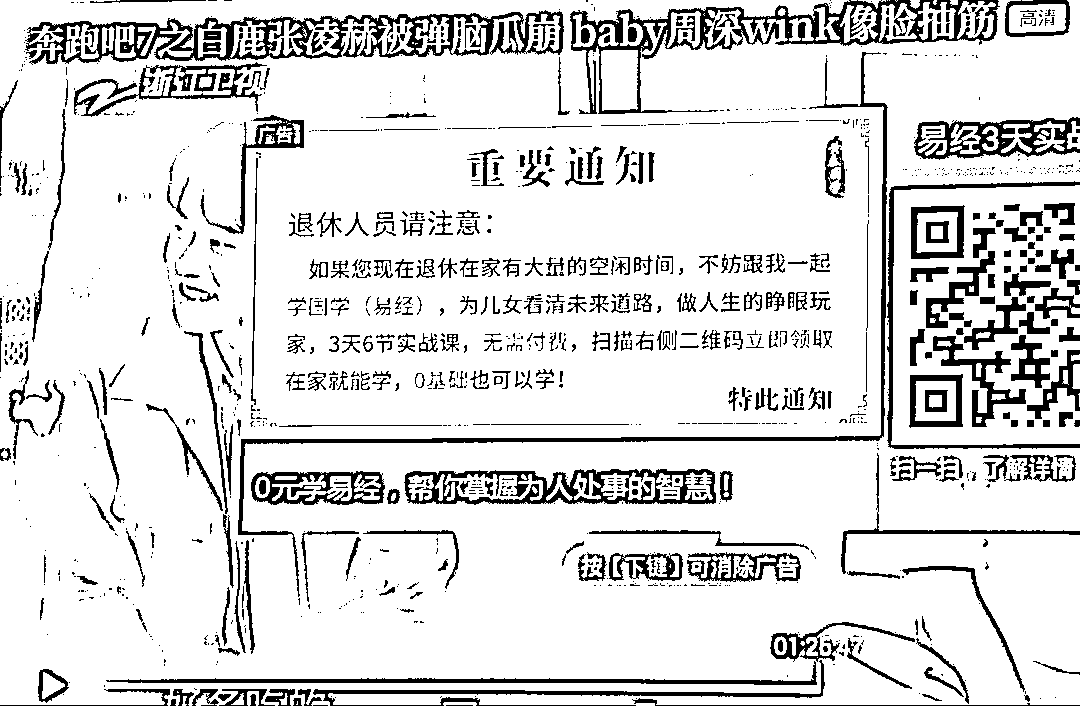 奔跑吧7之白鹿张凌赫被弹脑瓜崩 baby周深wink像脸抽筋
高清
浙江卫视
广告
重要通知
退休人员请注意：
如果您现在退休在家有大量的空闲时间，不妨跟我一起
学国学（易经），为儿女看清未来道路，做人生的睁眼玩
家，3天6节实战课，无需付费，扫描右侧二维码立即领取
在家就能学，0基础也可以学！
特此通知
易经3天实战
扫一扫，了解详情
0元学易经，帮你掌握为人处事的智慧！
按【下键】可消除广告
01:26:47